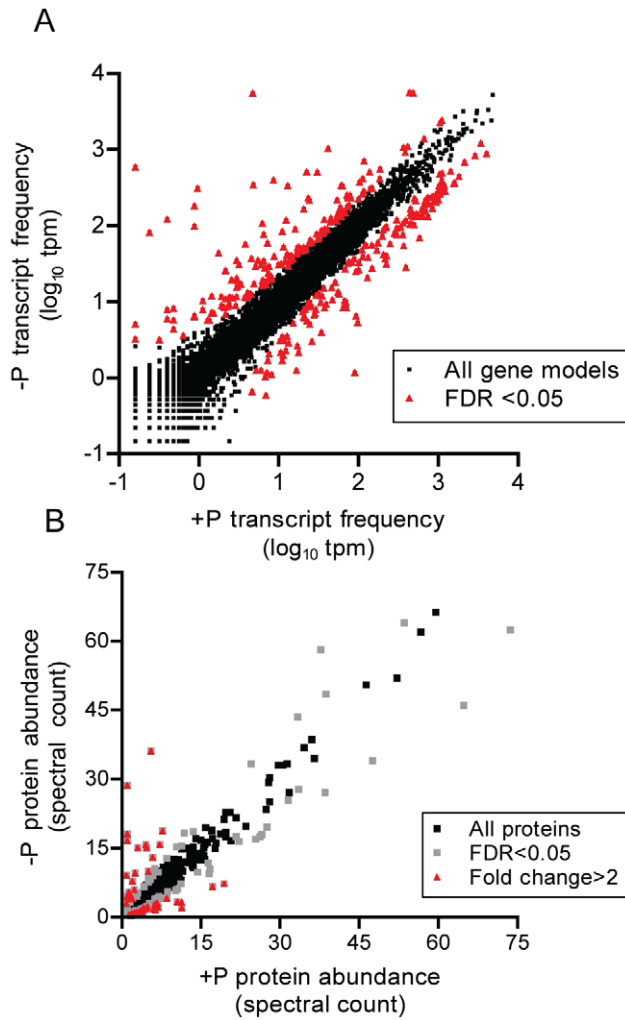 A
-P transcript frequency
(log10 tpm)
4
3
2
1
0
-1
-1 0 1 2 3 4
All gene models
FDR <0.05
+P transcript frequency
(log10 tpm)
B
-P protein abundance
(spectral count)
75
60
45
30
15
0
0 15 30 45 60 75
All proteins
FDR<0.05
Fold change>2
+P protein abundance
(spectral count)